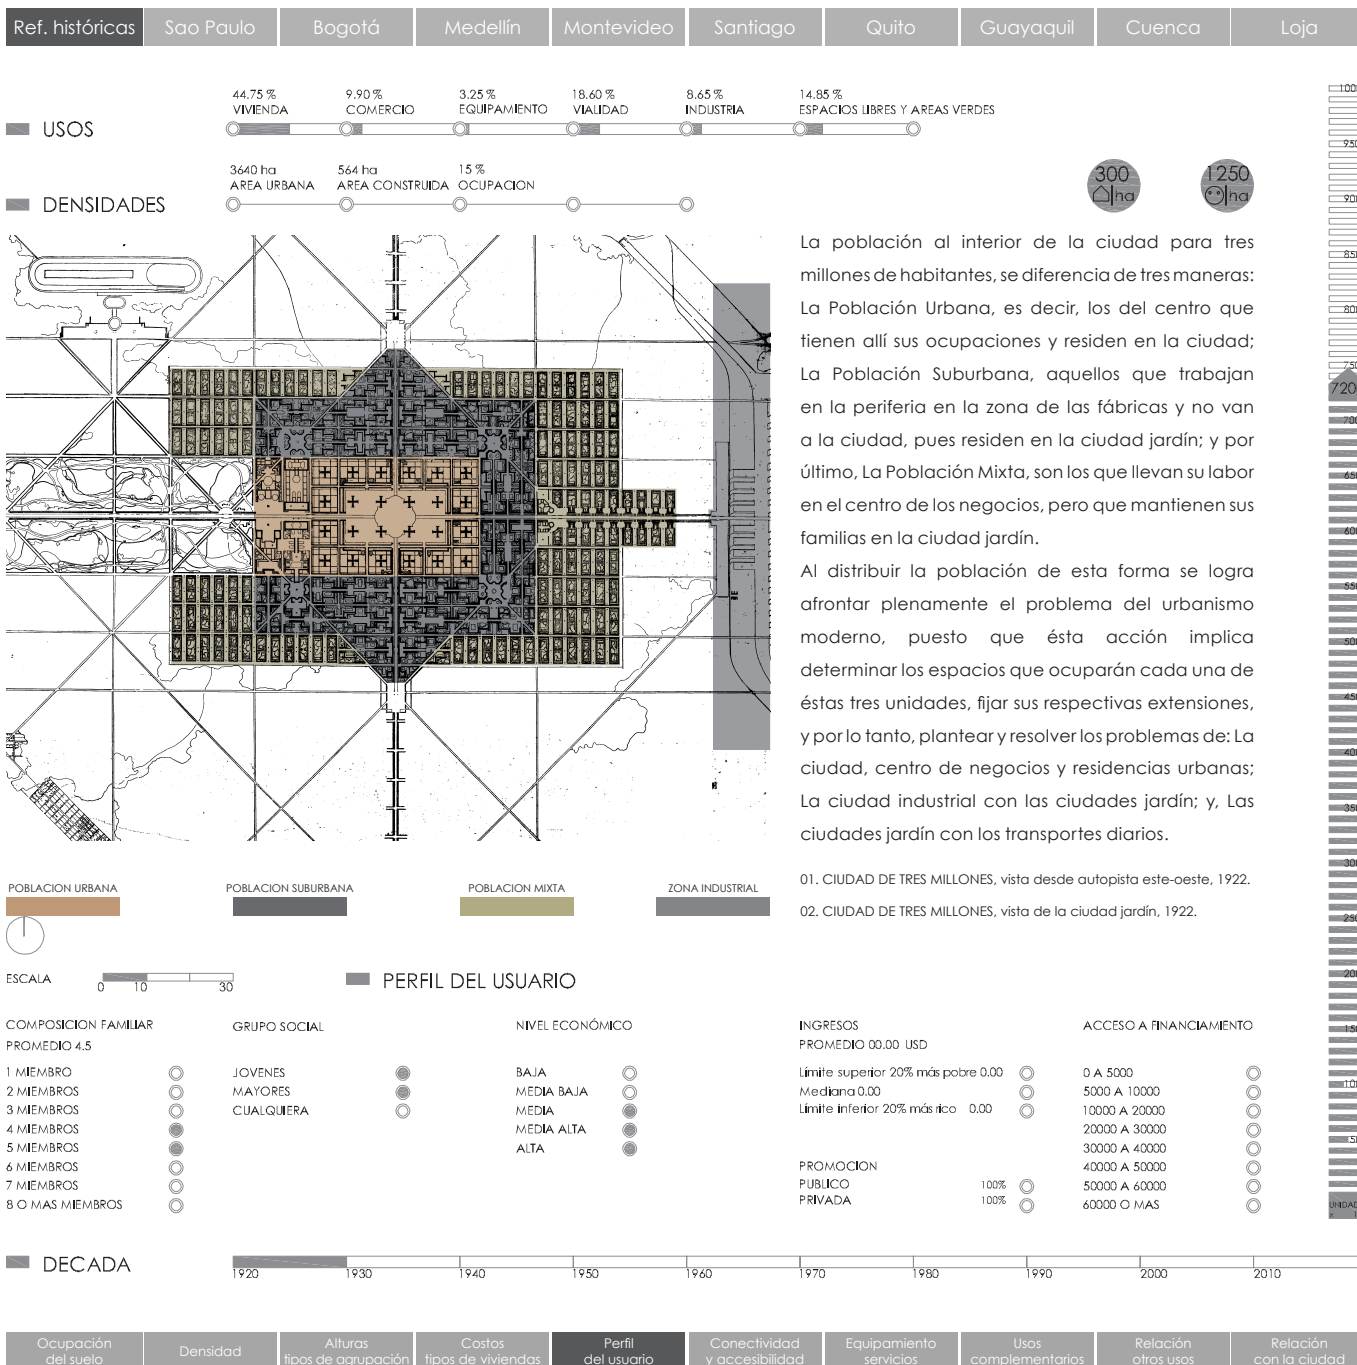 Ref. históricas Sao Paulo Bogotá Medellín Montevideo Santiago Quito Guayaquil Cuenca Loja
44.75 % 9.90 % 3.25 % 18.60 % 8.65 % 14.85 %
VIVIENDA COMERCIO EQUIPAMIENTO VIALIDAD INDUSTRIA ESPACIOS LIBRES Y AREAS VERDES
USOS
3640 ha 564 ha 15 %
AREA URBANA AREA CONSTRUIDA OCUPACION
DENSIDADES
300 ha
1250 ha
La población al interior de la ciudad para tres
millones de habitantes, se diferencia de tres maneras:
La Población Urbana, es decir, los del centro que
tienen allí sus ocupaciones y residen en la ciudad;
La Población Suburbana, aquellos que trabajan
en la periferia en la zona de las fábricas y no van
a la ciudad, pues residen en la ciudad jardín; y por
último, La Población Mixta, son los que llevan su labor
en el centro de los negocios, pero que mantienen sus
familias en la ciudad jardín.
Al distribuir la población de esta forma se logra
afrontar plenamente el problema del urbanismo
moderno, puesto que ésta acción implica
determinar los espacios que ocuparán cada una de
éstas tres unidades, fijar sus respectivas extensiones,
y por lo tanto, plantear y resolver los problemas de: La
ciudad, centro de negocios y residencias urbanas;
La ciudad industrial con las ciudades jardín; y, Las
ciudades jardín con los transportes diarios.
01. CIUDAD DE TRES MILLONES, vista desde autopista este-oeste, 1922.
02. CIUDAD DE TRES MILLONES, vista de la ciudad jardín, 1922.
POBLACION URBANA POBLACION SUBURBANA POBLACION MIXTA ZONA INDUSTRIAL
ESCALA 0 10 30
PERFIL DEL USUARIO
COMPOSICION FAMILIAR
PROMEDIO 4.5
1 MIEMBRO
2 MIEMBROS
3 MIEMBROS
4 MIEMBROS
5 MIEMBROS
6 MIEMBROS
7 MIEMBROS
8 O MAS MIEMBROS
GRUPO SOCIAL
JOVENES
MAYORES
CUALQUIERA
NIVEL ECONÓMICO
BAJA
MEDIA BAJA
MEDIA
MEDIA ALTA
ALTA
INGRESOS
PROMEDIO 00.00 USD
Límite superior 20% más pobre 0.00
Mediana 0.00
Límite inferior 20% más rico 0.00
PROMOCION
PUBLICO 100%
PRIVADA 100%
ACCESO A FINANCIAMIENTO
0 A 5000
5000 A 10000
10000 A 20000
20000 A 30000
30000 A 40000
40000 A 50000
50000 A 60000
60000 O MAS
720
DECADA
1920 1930 1940 1950 1960 1970 1980 1990 2000 2010
Ocupación del suelo
Densidad
Alturas tipos de agrupación
Costos tipos de viviendas
Perfil del usuario
Conectividad y accesibilidad
Equipamiento servicios
Usos complementarios
Relación otros usos
Relación con la ciudad